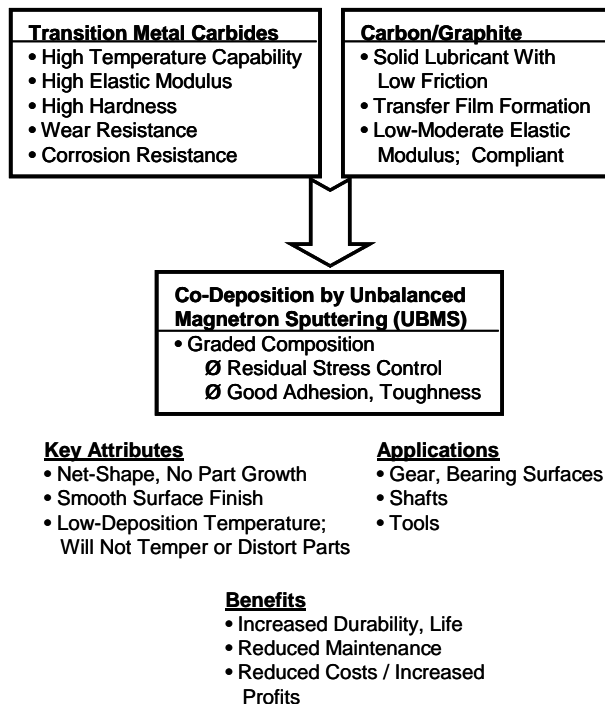 Transition Metal Carbides
• High Temperature Capability
• High Elastic Modulus
• High Hardness
• Wear Resistance
• Corrosion Resistance
Carbon/Graphite
• Solid Lubricant With
Low Friction
• Transfer Film Formation
• Low-Moderate Elastic
Modulus; Compliant
Co-Deposition by Unbalanced
Magnetron Sputtering (UBMS)
• Graded Composition
Ø Residual Stress Control
Ø Good Adhesion, Toughness
Key Attributes
• Net-Shape, No Part Growth
• Smooth Surface Finish
• Low-Deposition Temperature;
Will Not Temper or Distort Parts
Applications
• Gear, Bearing Surfaces
• Shafts
• Tools
Benefits
• Increased Durability, Life
• Reduced Maintenance
• Reduced Costs / Increased
Profits